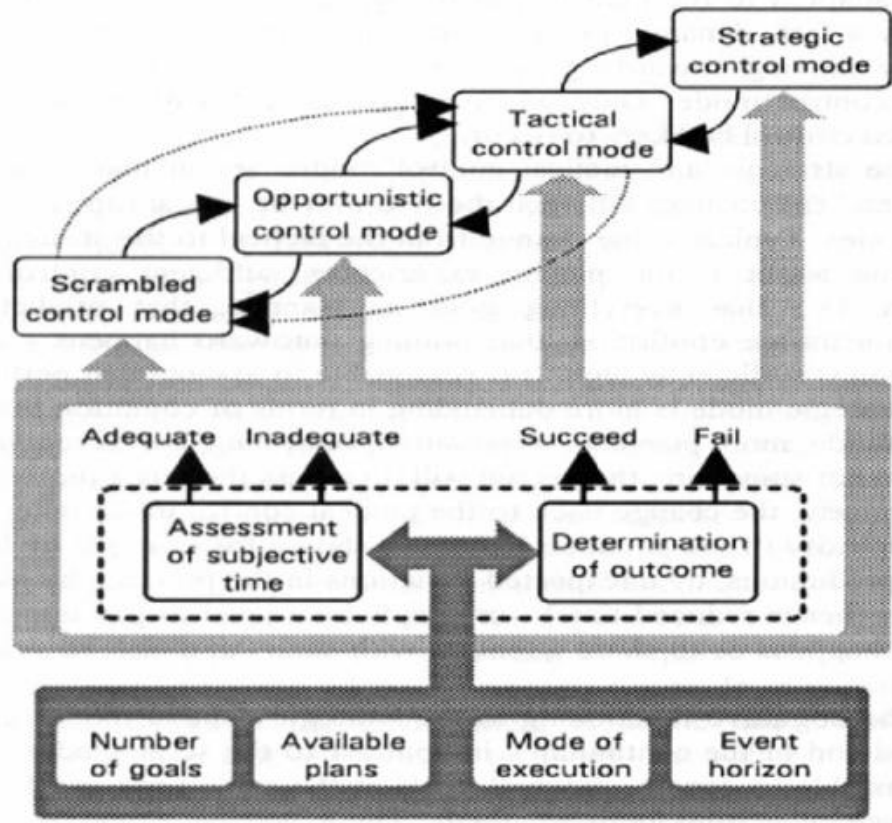 Strategic
control mode
Tactical
control mode
Opportunistic
control mode
Scrambled
control mode
Adequate Inadequate Succeed Fail
Assessment
of subjective
time
Determination
of outcome
Number
of goals
Available
plans
Mode of
execution
Event
horizon